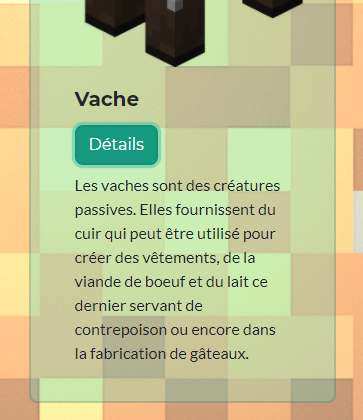 Vache
Détails
Les vaches sont des créatures
passives. Elles fournissent du
cuir qui peut être utilisé pour
créer des vêtements, de la
viande de boeuf et du lait ce
dernier servant de
contrepoison ou encore dans
la fabrication de gâteaux.